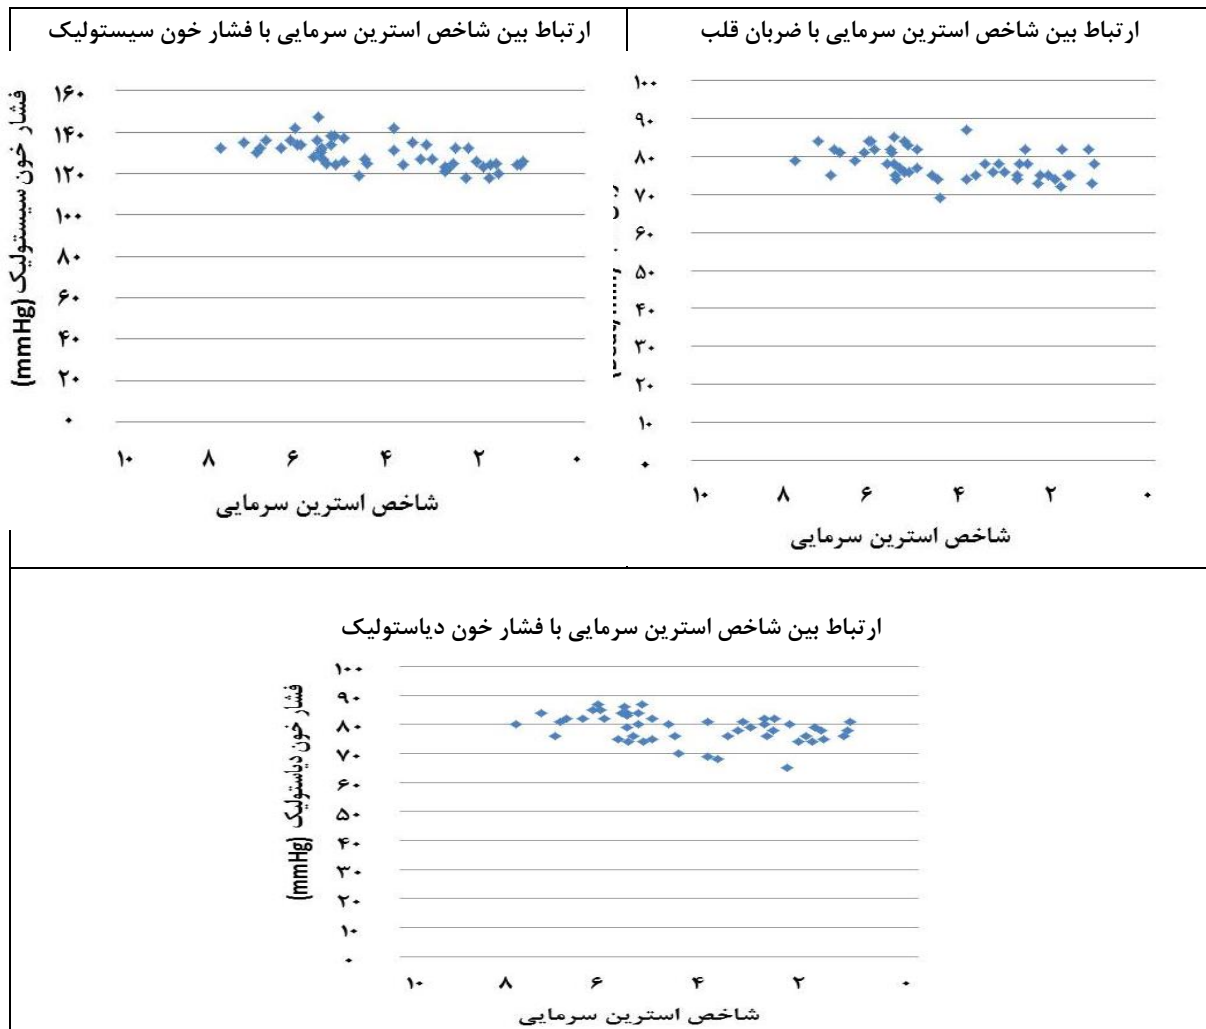 ارتباط بین شاخص استرین سرمایی با ضربان قلب
۱۰۰
۹۰
۸۰
۷۰
۶۰
۵۰
۴۰
۳۰
۲۰
۱۰
۰
۱۰ ۸ ۶ ۴ ۲ ۰
شاخص استرین سرمایی
ارتباط بین شاخص استرین سرمایی با فشار خون سیستولیک
فشار خون سیستولیک (mmHg)
۱۶۰
۱۴۰
۱۲۰
۱۰۰
۸۰
۶۰
۴۰
۲۰
۰
۱۰ ۸ ۶ ۴ ۲ ۰
شاخص استرین سرمایی
ارتباط بین شاخص استرین سرمایی با فشار خون دیاستولیک
فشار خون دیاستولیک (mmHg)
۱۰۰
۹۰
۸۰
۷۰
۶۰
۵۰
۴۰
۳۰
۲۰
۱۰
۰
۱۰ ۸ ۶ ۴ ۲ ۰
شاخص استرین سرمایی